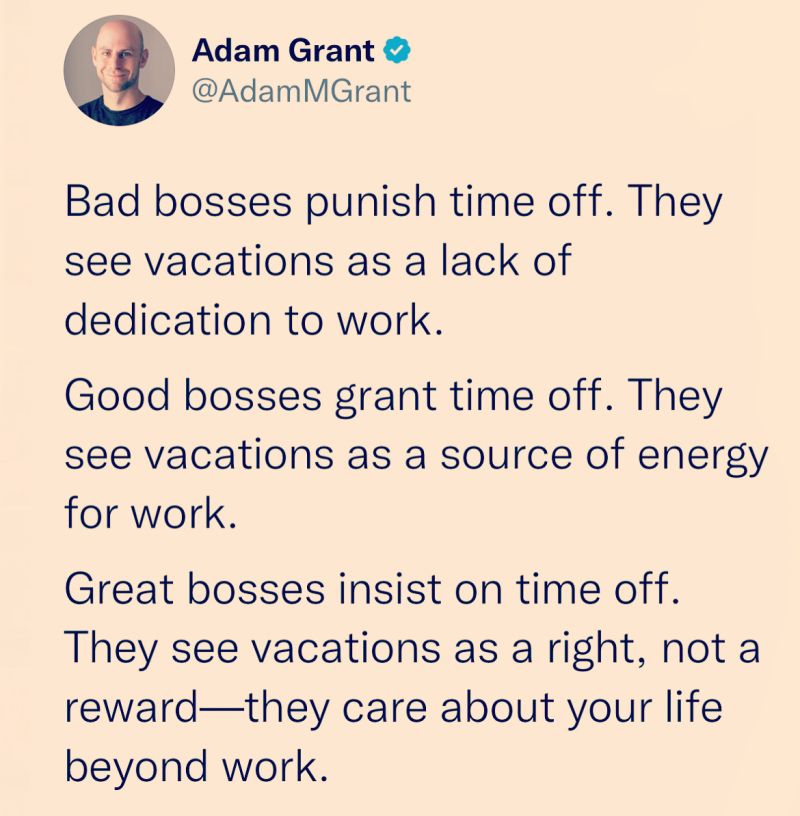 Adam Grant
@AdamMGrant
Bad bosses punish time off. They
see vacations as a lack of
dedication to work.
Good bosses grant time off. They
see vacations as a source of energy
for work.
Great bosses insist on time off.
They see vacations as a right, not a
reward—they care about your life
beyond work.